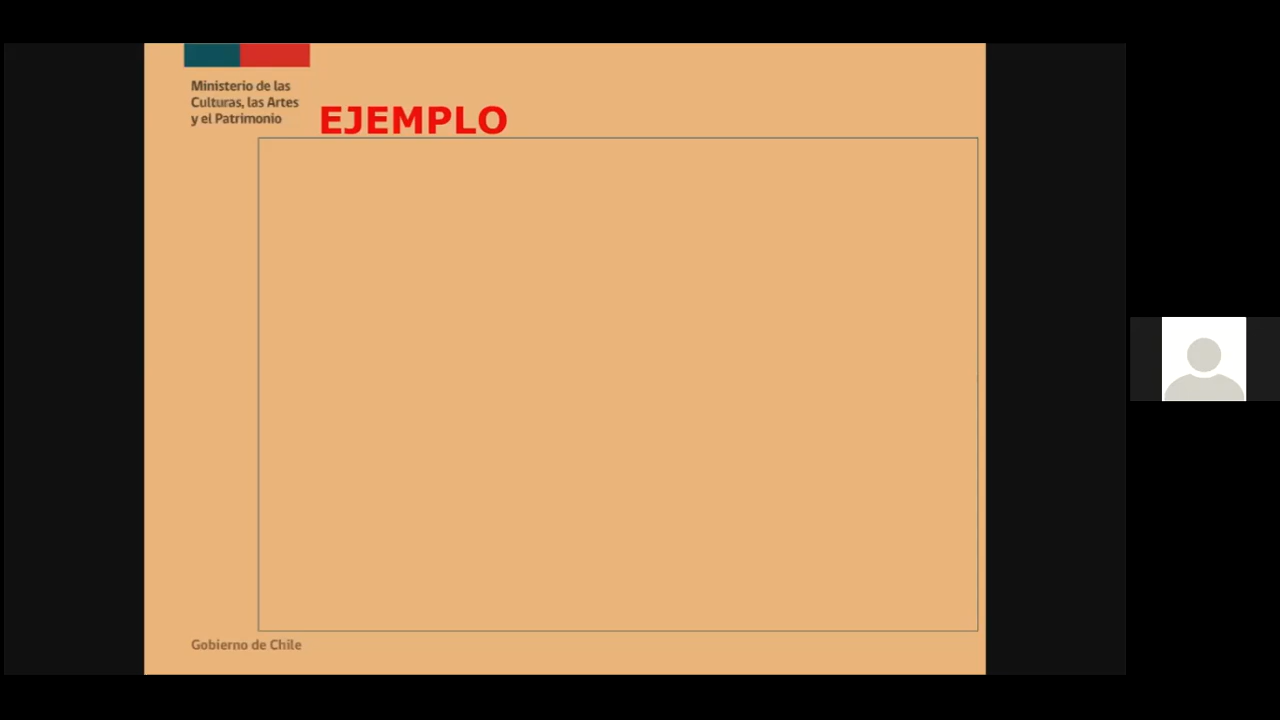 Ministerio de las
Culturas, las Artes
y el Patrimonio
EJEMPLO
Gobierno de Chile